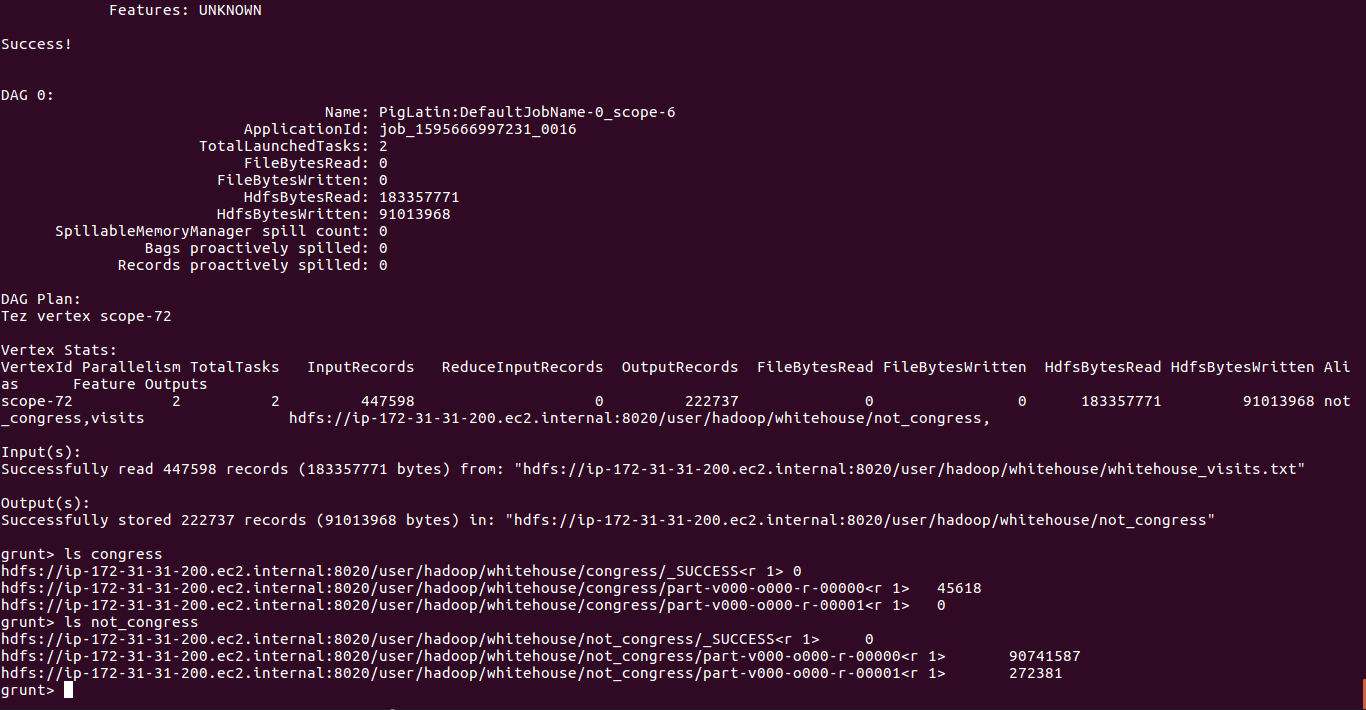 Features: UNKNOWN
Success!
DAG 0:
Name: PigLatin:DefaultJobName-0_scope-6
ApplicationId: job_1595666997231_0016
TotalLaunchedTasks: 2
FileBytesRead: 0
FileBytesWritten: 0
HdfsBytesRead: 183357771
HdfsBytesWritten: 91013968
SpillableMemoryManager spill count: 0
Bags proactively spilled: 0
Records proactively spilled: 0
DAG Plan:
Tez vertex scope-72
Vertex Stats:
VertexId Parallelism TotalTasks   InputRecords   ReduceInputRecords  OutputRecords  FileBytesRead FileBytesWritten  HdfsBytesRead HdfsBytesWritten Ali
as      Feature Outputs
scope-72           2          2         447598                    0         222737              0                0      183357771         91013968 not
_congress,visits                hdfs://ip-172-31-31-200.ec2.internal:8020/user/hadoop/whitehouse/not_congress,
Input(s):
Successfully read 447598 records (183357771 bytes) from: "hdfs://ip-172-31-31-200.ec2.internal:8020/user/hadoop/whitehouse/whitehouse_visits.txt"
Output(s):
Successfully stored 222737 records (91013968 bytes) in: "hdfs://ip-172-31-31-200.ec2.internal:8020/user/hadoop/whitehouse/not_congress"
grunt> ls congress
hdfs://ip-172-31-31-200.ec2.internal:8020/user/hadoop/whitehouse/congress/_SUCCESS<r 1> 0
hdfs://ip-172-31-31-200.ec2.internal:8020/user/hadoop/whitehouse/congress/part-v000-o000-r-00000<r 1>   45618
hdfs://ip-172-31-31-200.ec2.internal:8020/user/hadoop/whitehouse/congress/part-v000-o000-r-00001<r 1>   0
grunt> ls not_congress
hdfs://ip-172-31-31-200.ec2.internal:8020/user/hadoop/whitehouse/not_congress/_SUCCESS<r 1>     0
hdfs://ip-172-31-31-200.ec2.internal:8020/user/hadoop/whitehouse/not_congress/part-v000-o000-r-00000<r 1>       90741587
hdfs://ip-172-31-31-200.ec2.internal:8020/user/hadoop/whitehouse/not_congress/part-v000-o000-r-00001<r 1>       272381
grunt>